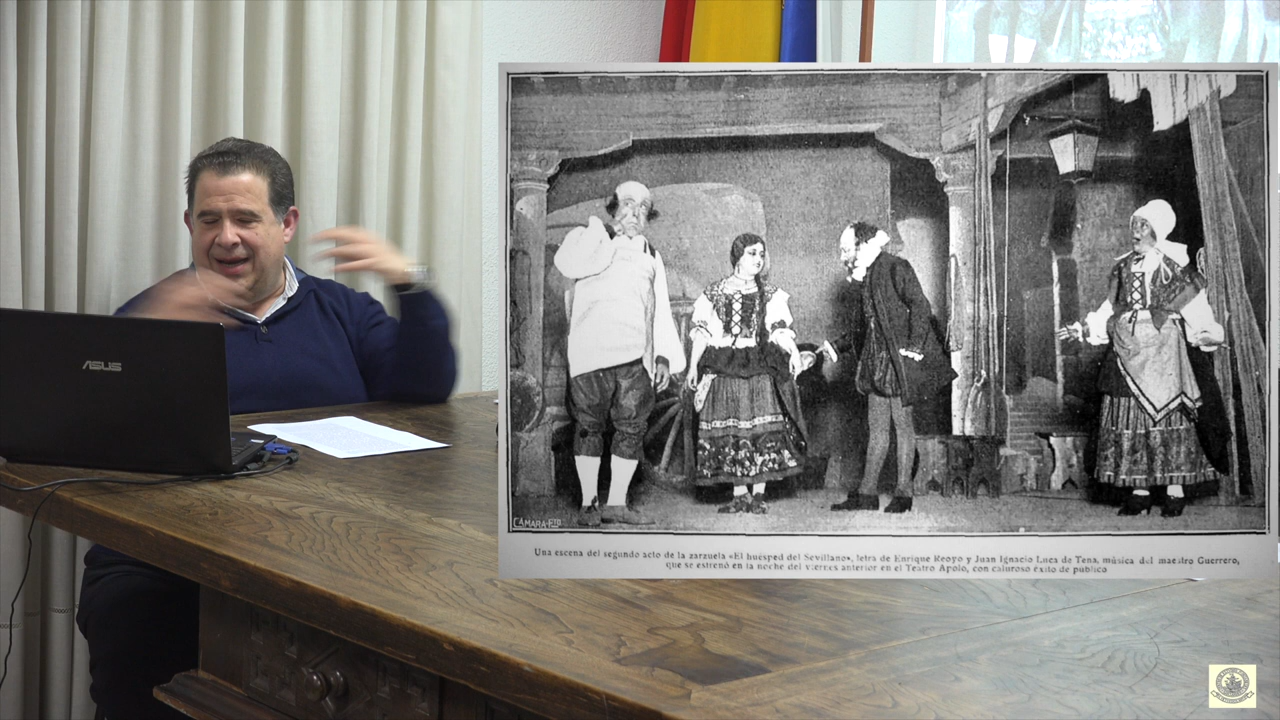 ASUS
CAMARA-FTO
Una escena del segundo acto de la zarzuela «El huésped del Sevillano», letra de Enrique Reoyo y Juan Ignacio Luca de Tena, música del maestro Guerrero,
que se estrenó en la noche del viernes anterior en el Teatro Apolo, con caluroso éxito de público